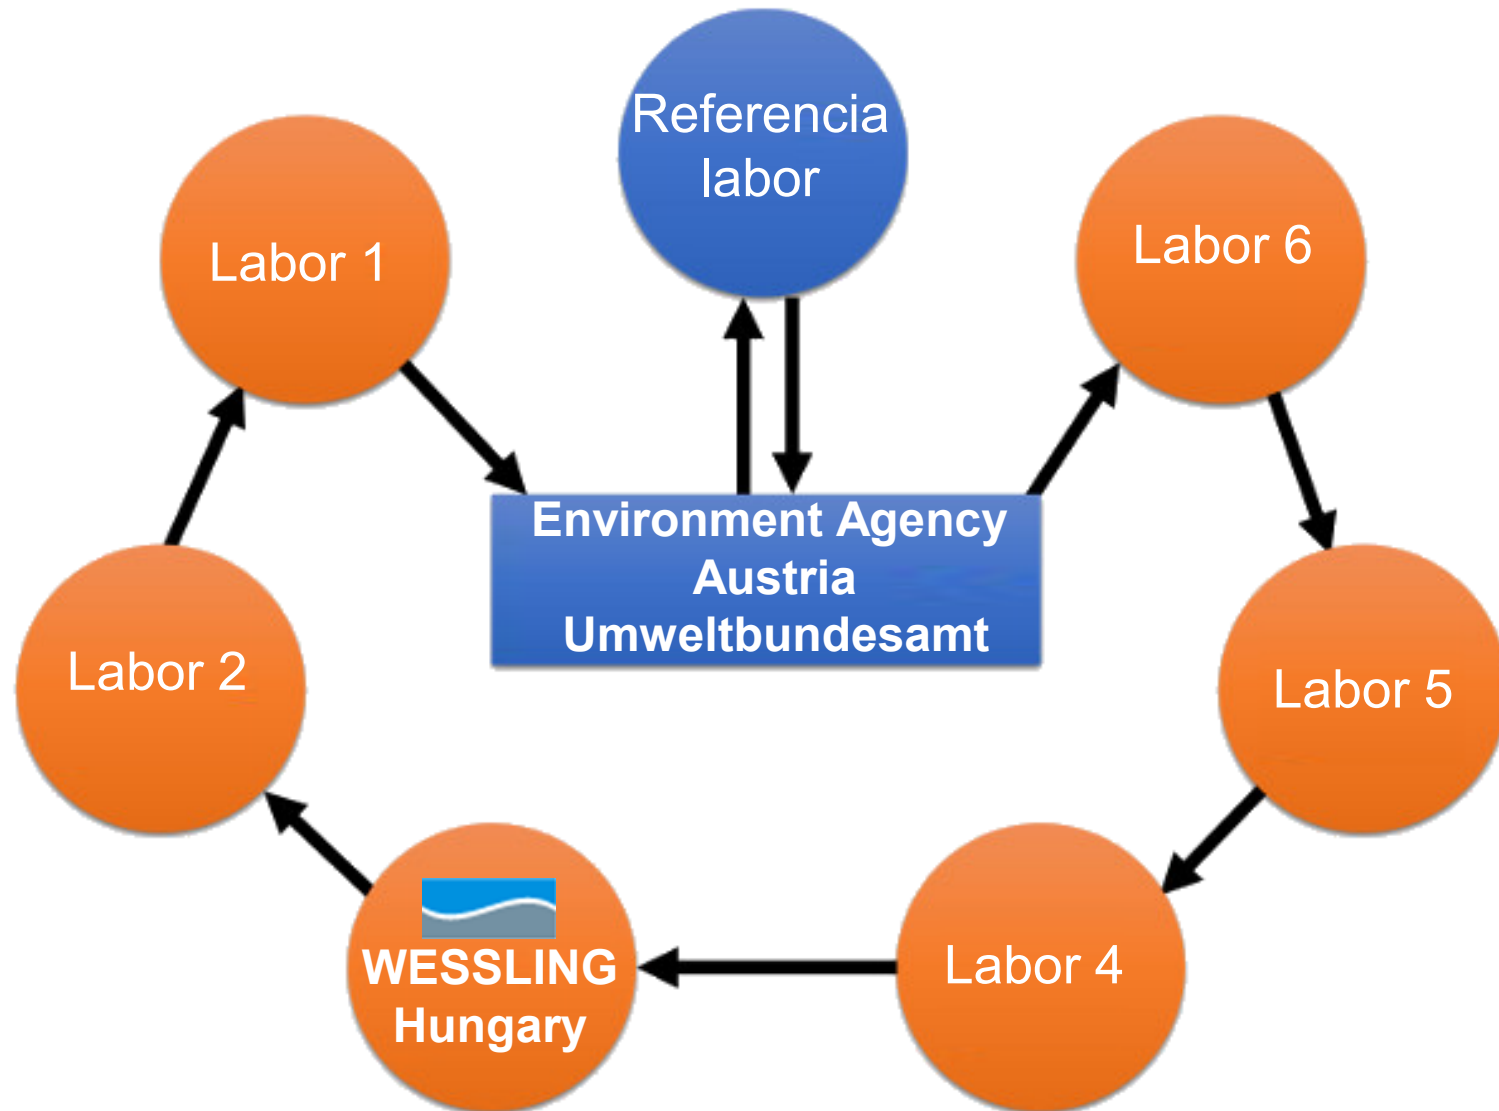 Referencia
labor
Labor 1
Labor 6
Environment Agency
Austria
Umweltbundesamt
Labor 2
Labor 5
WESSLING
Hungary
Labor 4